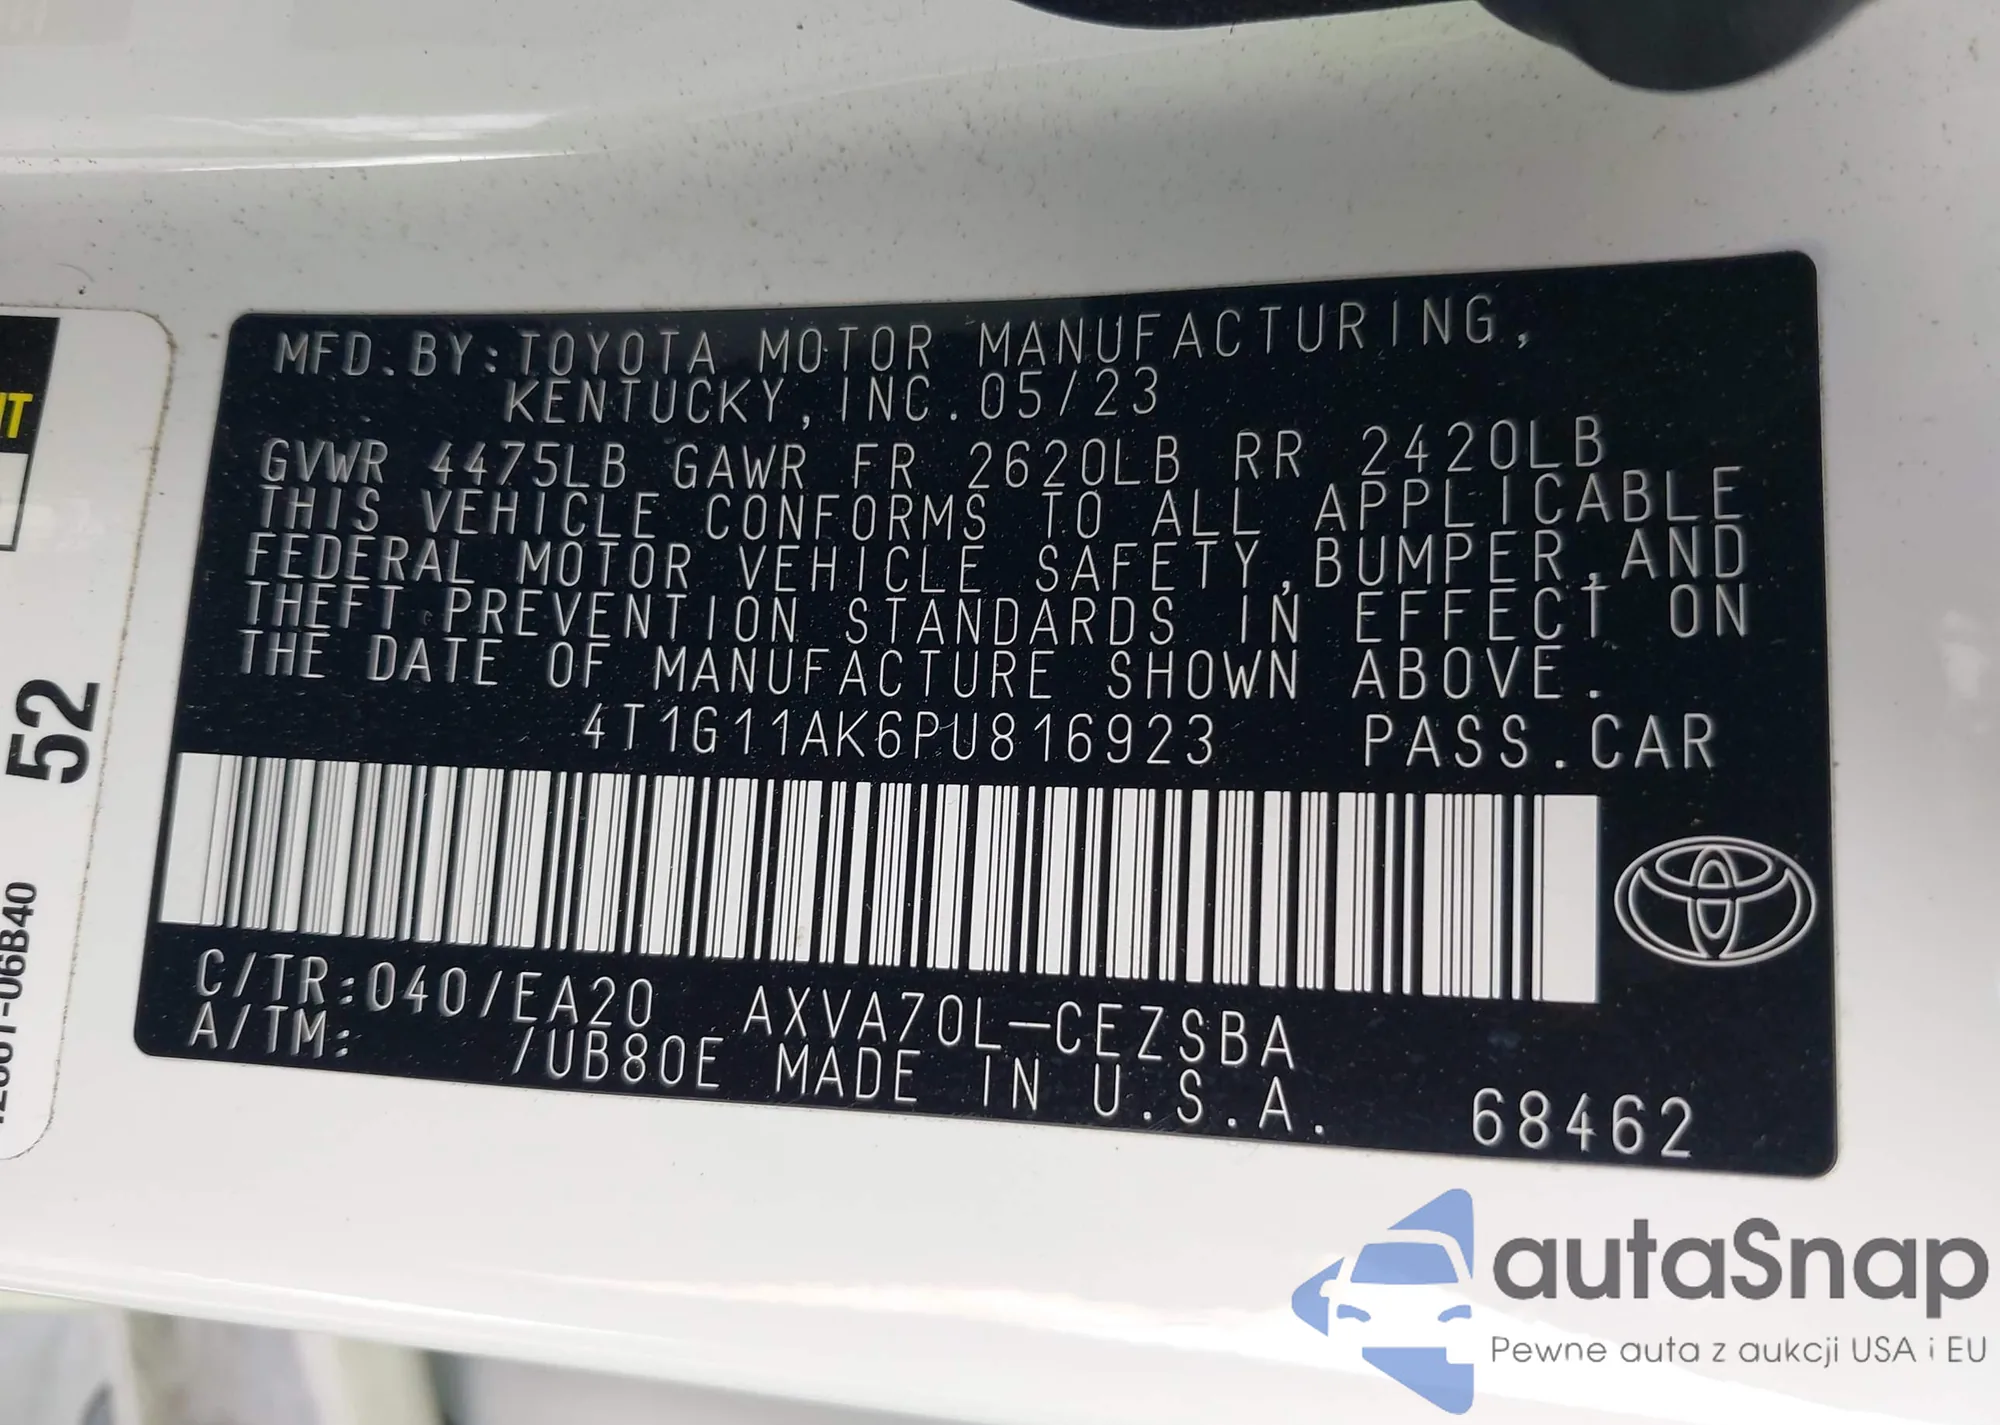 MFD. BY: TOYOTA MOTOR MANUFACTURING,
KENTUCKY, INC. 05/23
GVWR 4475LB GAWR FR 2620LB RR 2420LB
THIS VEHICLE CONFORMS TO ALL APPLICABLE
FEDERAL MOTOR VEHICLE SAFETY, BUMPER, AND
THEFT PREVENTION STANDARDS IN EFFECT ON
THE DATE OF MANUFACTURE SHOWN ABOVE.
4T1G11AK6PU816923 PASS. CAR
C/TR:040/EA20 AXVA70L-CEZSBA
A/TM: /UB80E MADE IN U.S.A.
68462
52
autaSnap
Pewne auta z aukcji USA i EU